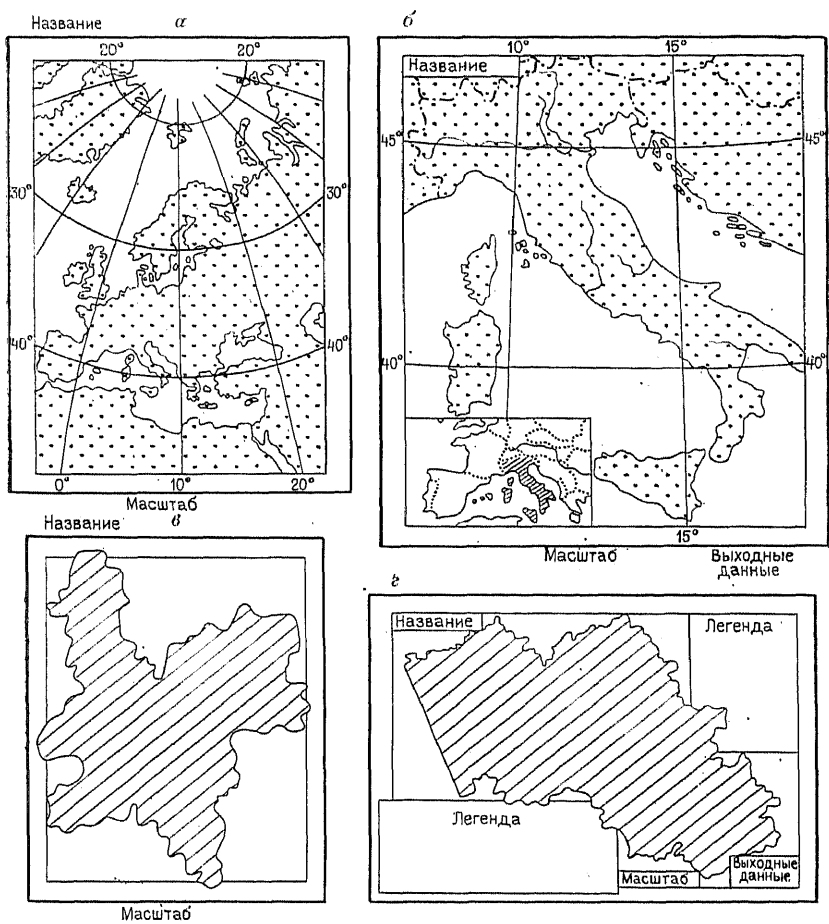 Название а
20° 20°
30° 30°
40° 40°
0° 10° 20°
Масштаб
б
10° 15°
Название
45° 45°
40° 40°
15°
Масштаб
Выходные
данные
Название в
Масштаб
г
Название
Легенда
Легенда
Масштаб
Выходные
данные